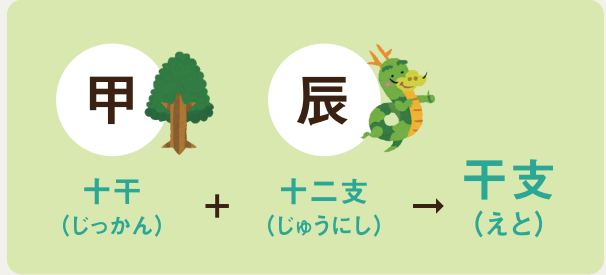 甲
辰
十干
(じっかん)
+
十二支
(じゅうにし)
→
干支
(えと)